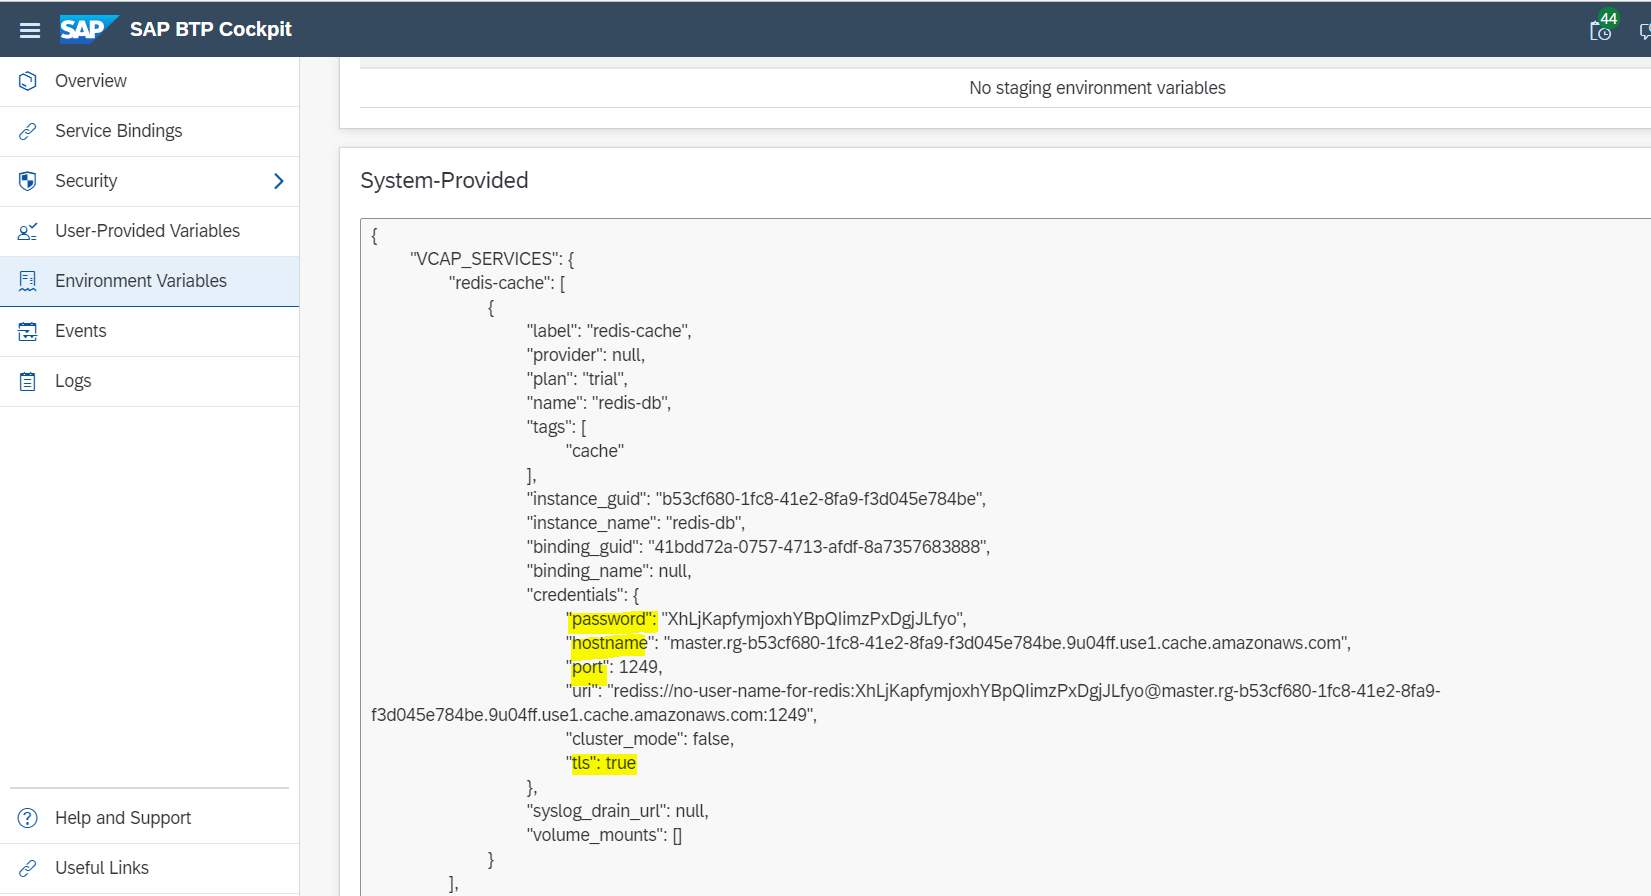 SAP SAP BTP Cockpit 44
Overview
Service Bindings
Security
User-Provided Variables
Environment Variables
Events
Logs
Help and Support
Useful Links
No staging environment variables
System-Provided
{
"VCAP_SERVICES": {
"redis-cache": [
{
"label": "redis-cache",
"provider": null,
"plan": "trial",
"name": "redis-db",
"tags": [
"cache"
],
"instance_guid": "b53cf680-1fc8-41e2-8fa9-f3d045e784be",
"instance_name": "redis-db",
"binding_guid": "41bdd72a-0757-4713-afdf-8a7357683888",
"binding_name": null,
"credentials": {
"password": "XhLjKapfymjoxhYBpQIimzPxDgjJLfyo",
"hostname": "master.rg-b53cf680-1fc8-41e2-8fa9-f3d045e784be.9u04ff.use1.cache.amazonaws.com",
"port": 1249,
"uri": "rediss://no-user-name-for-redis:XhLjKapfymjoxhYBpQIimzPxDgjJLfyo@master.rg-b53cf680-1fc8-41e2-8fa9-
f3d045e784be.9u04ff.use1.cache.amazonaws.com:1249",
"cluster_mode": false,
"tls": true
},
"syslog_drain_url": null,
"volume_mounts": []
}
],